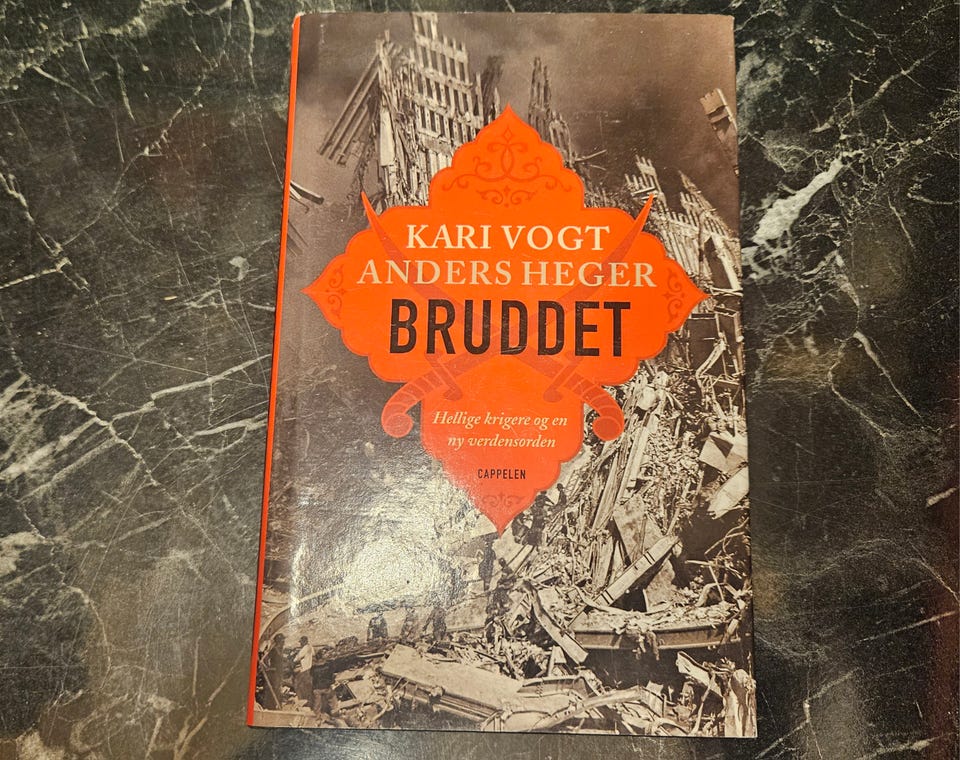 KARI VOGT
ANDERS HEGER
BRUDDET
Hellige krigere og en
ny verdensorden
CAPPELEN